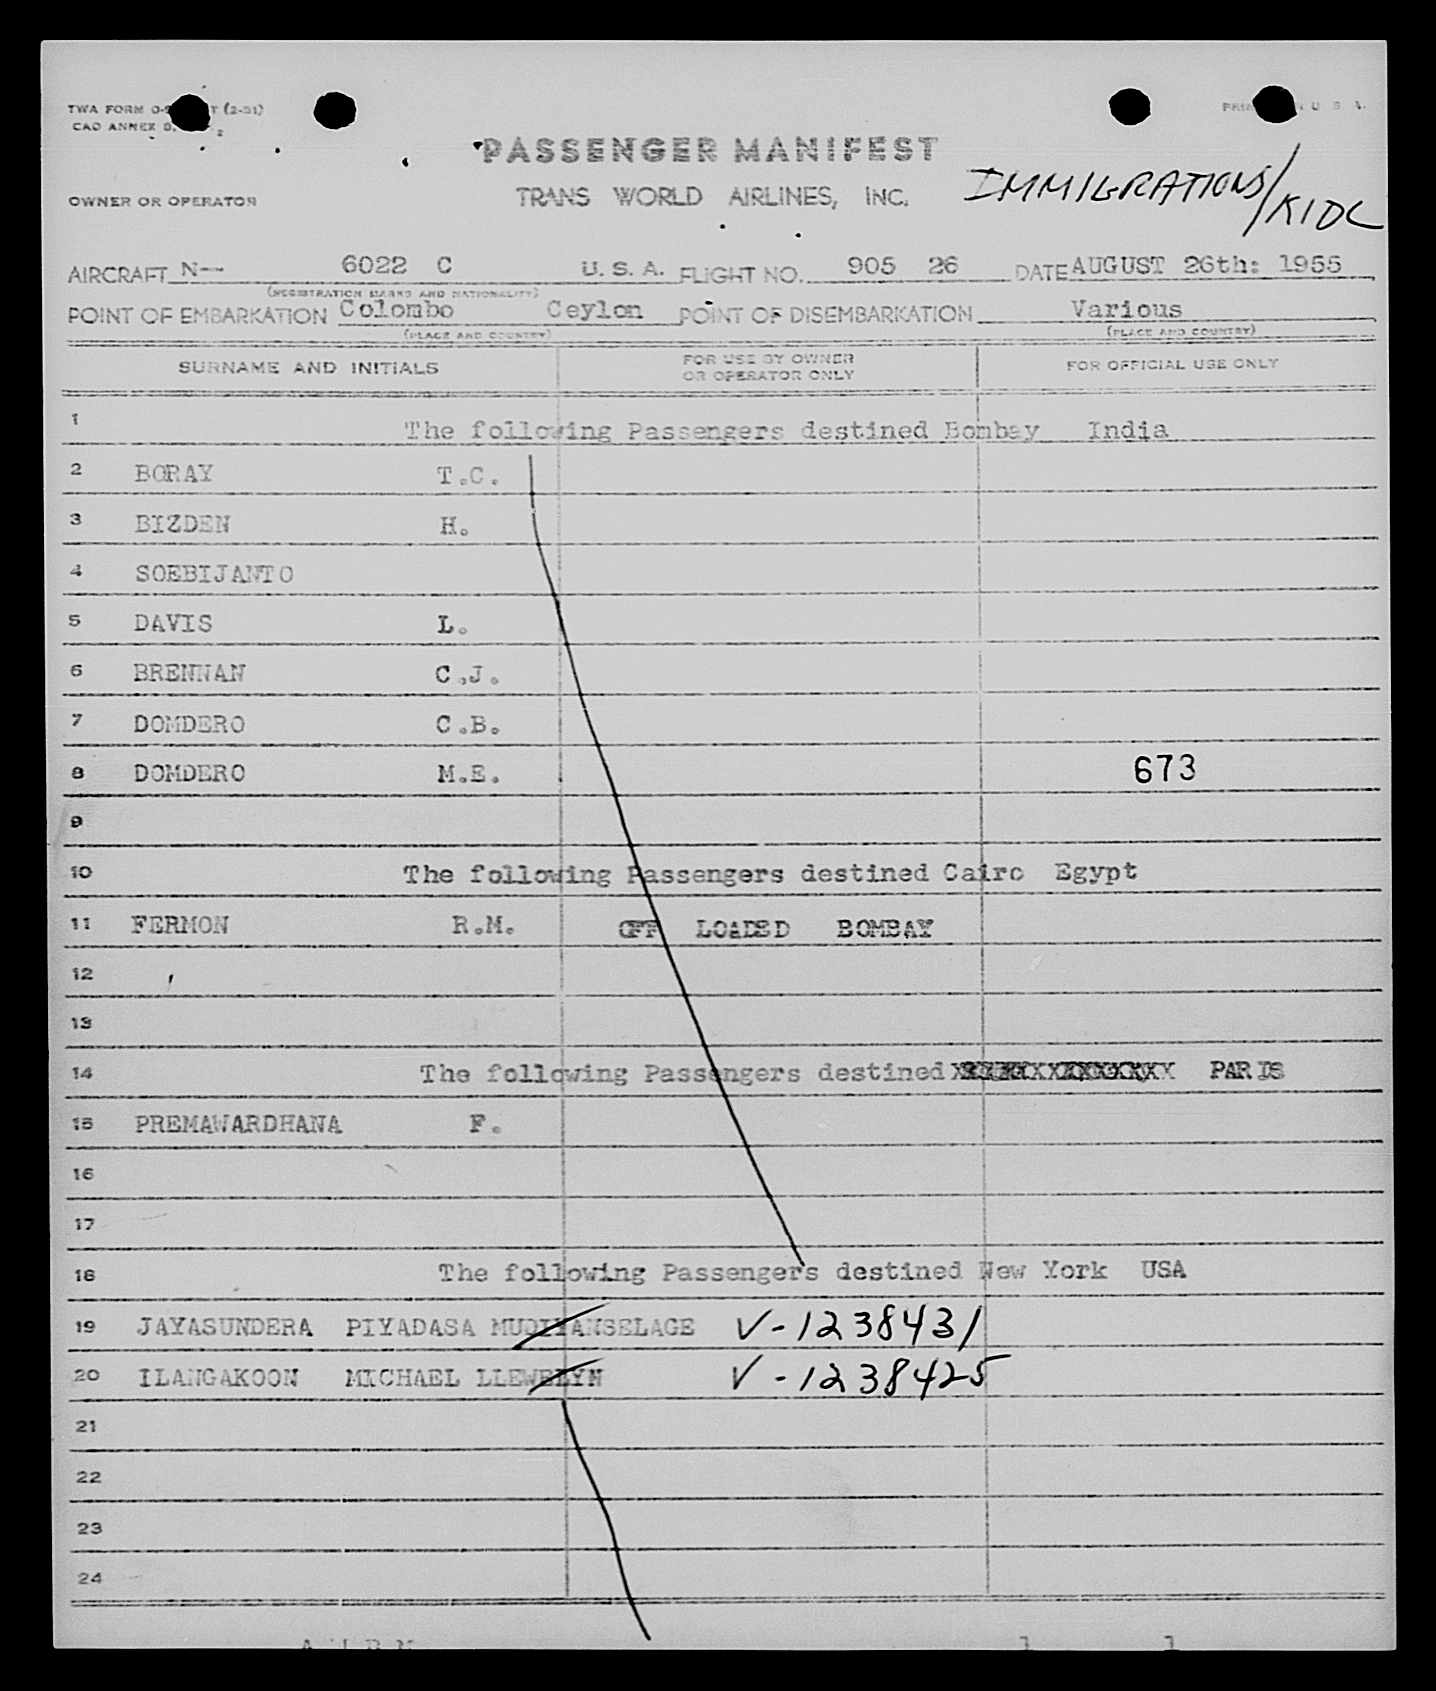 TWA FORM (2-51) PRIN U. S. A.
CAO ANNEX
PASSENGER MANIFEST
IMMIGRATIONS/KIDL
OWNER OR OPERATOR TRANS WORLD AIRLINES, INC.
AIRCRAFT N-- 6022 C U.S.A. FLIGHT NO. 905 26 DATE AUGUST 26th: 1955
(REGISTRATION MARKS AND NATIONALITY)
POINT OF EMBARKATION Colombo Ceylon POINT OF DISEMBARKATION Various
(PLACE AND COUNTRY) (PLACE AND COUNTRY)
SURNAME AND INITIALS FOR USE BY OWNER OR OPERATOR ONLY FOR OFFICIAL USE ONLY
1 The following Passengers destined Bombay India
2 BORAY T.C.
3 BIZDEN H.
4 SOEBIJANTO
5 DAVIS L.
6 BRENNAN C.J.
7 DOMDERO C.B.
8 DOMDERO M.E. 673
9
10 The following Passengers destined Cairo Egypt
11 FERMON R.M. OFF LOADED BOMBAY
12
13
14 The following Passengers destined PARIS
15 PREMAWARDHANA F.
16
17
18 The following Passengers destined New York USA
19 JAYASUNDERA PIYADASA MUDIYANSELAGE V-1238431
20 ILANGAKOON MICHAEL LLEWELYN V-1238425
21
22
23
24